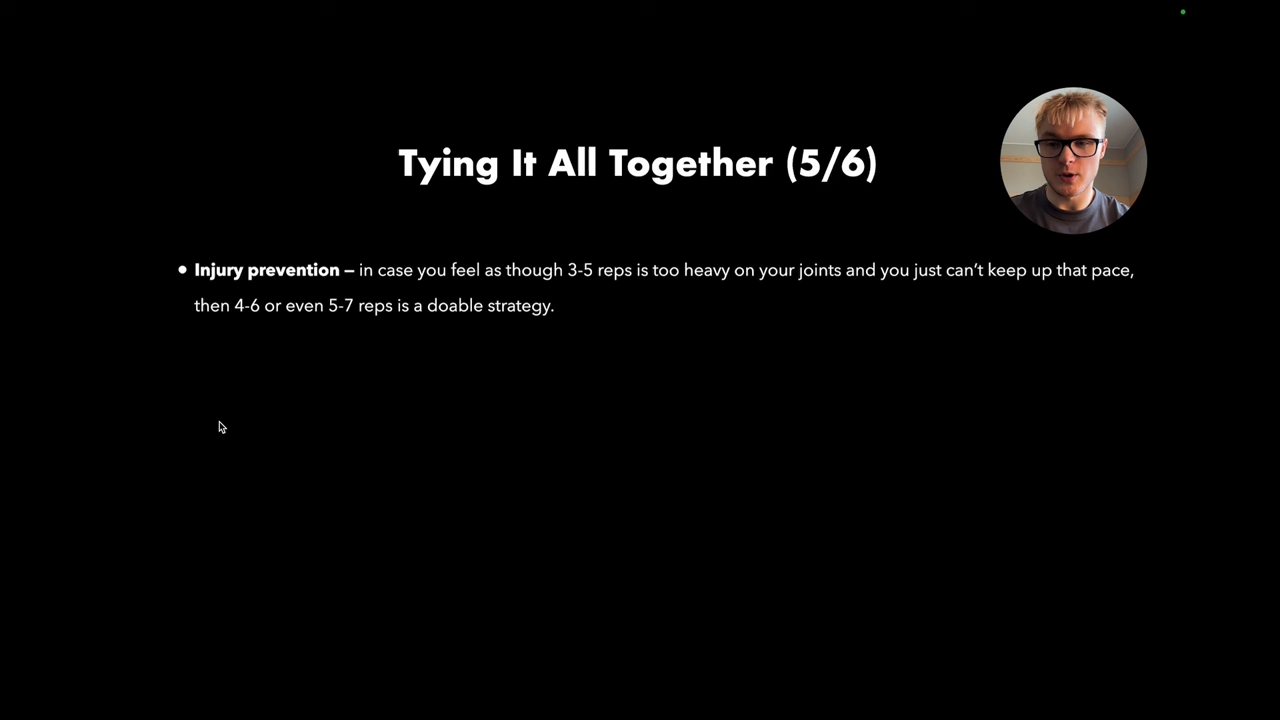 Tying It All Together (5/6)
• Injury prevention – in case you feel as though 3-5 reps is too heavy on your joints and you just can’t keep up that pace,
then 4-6 or even 5-7 reps is a doable strategy.